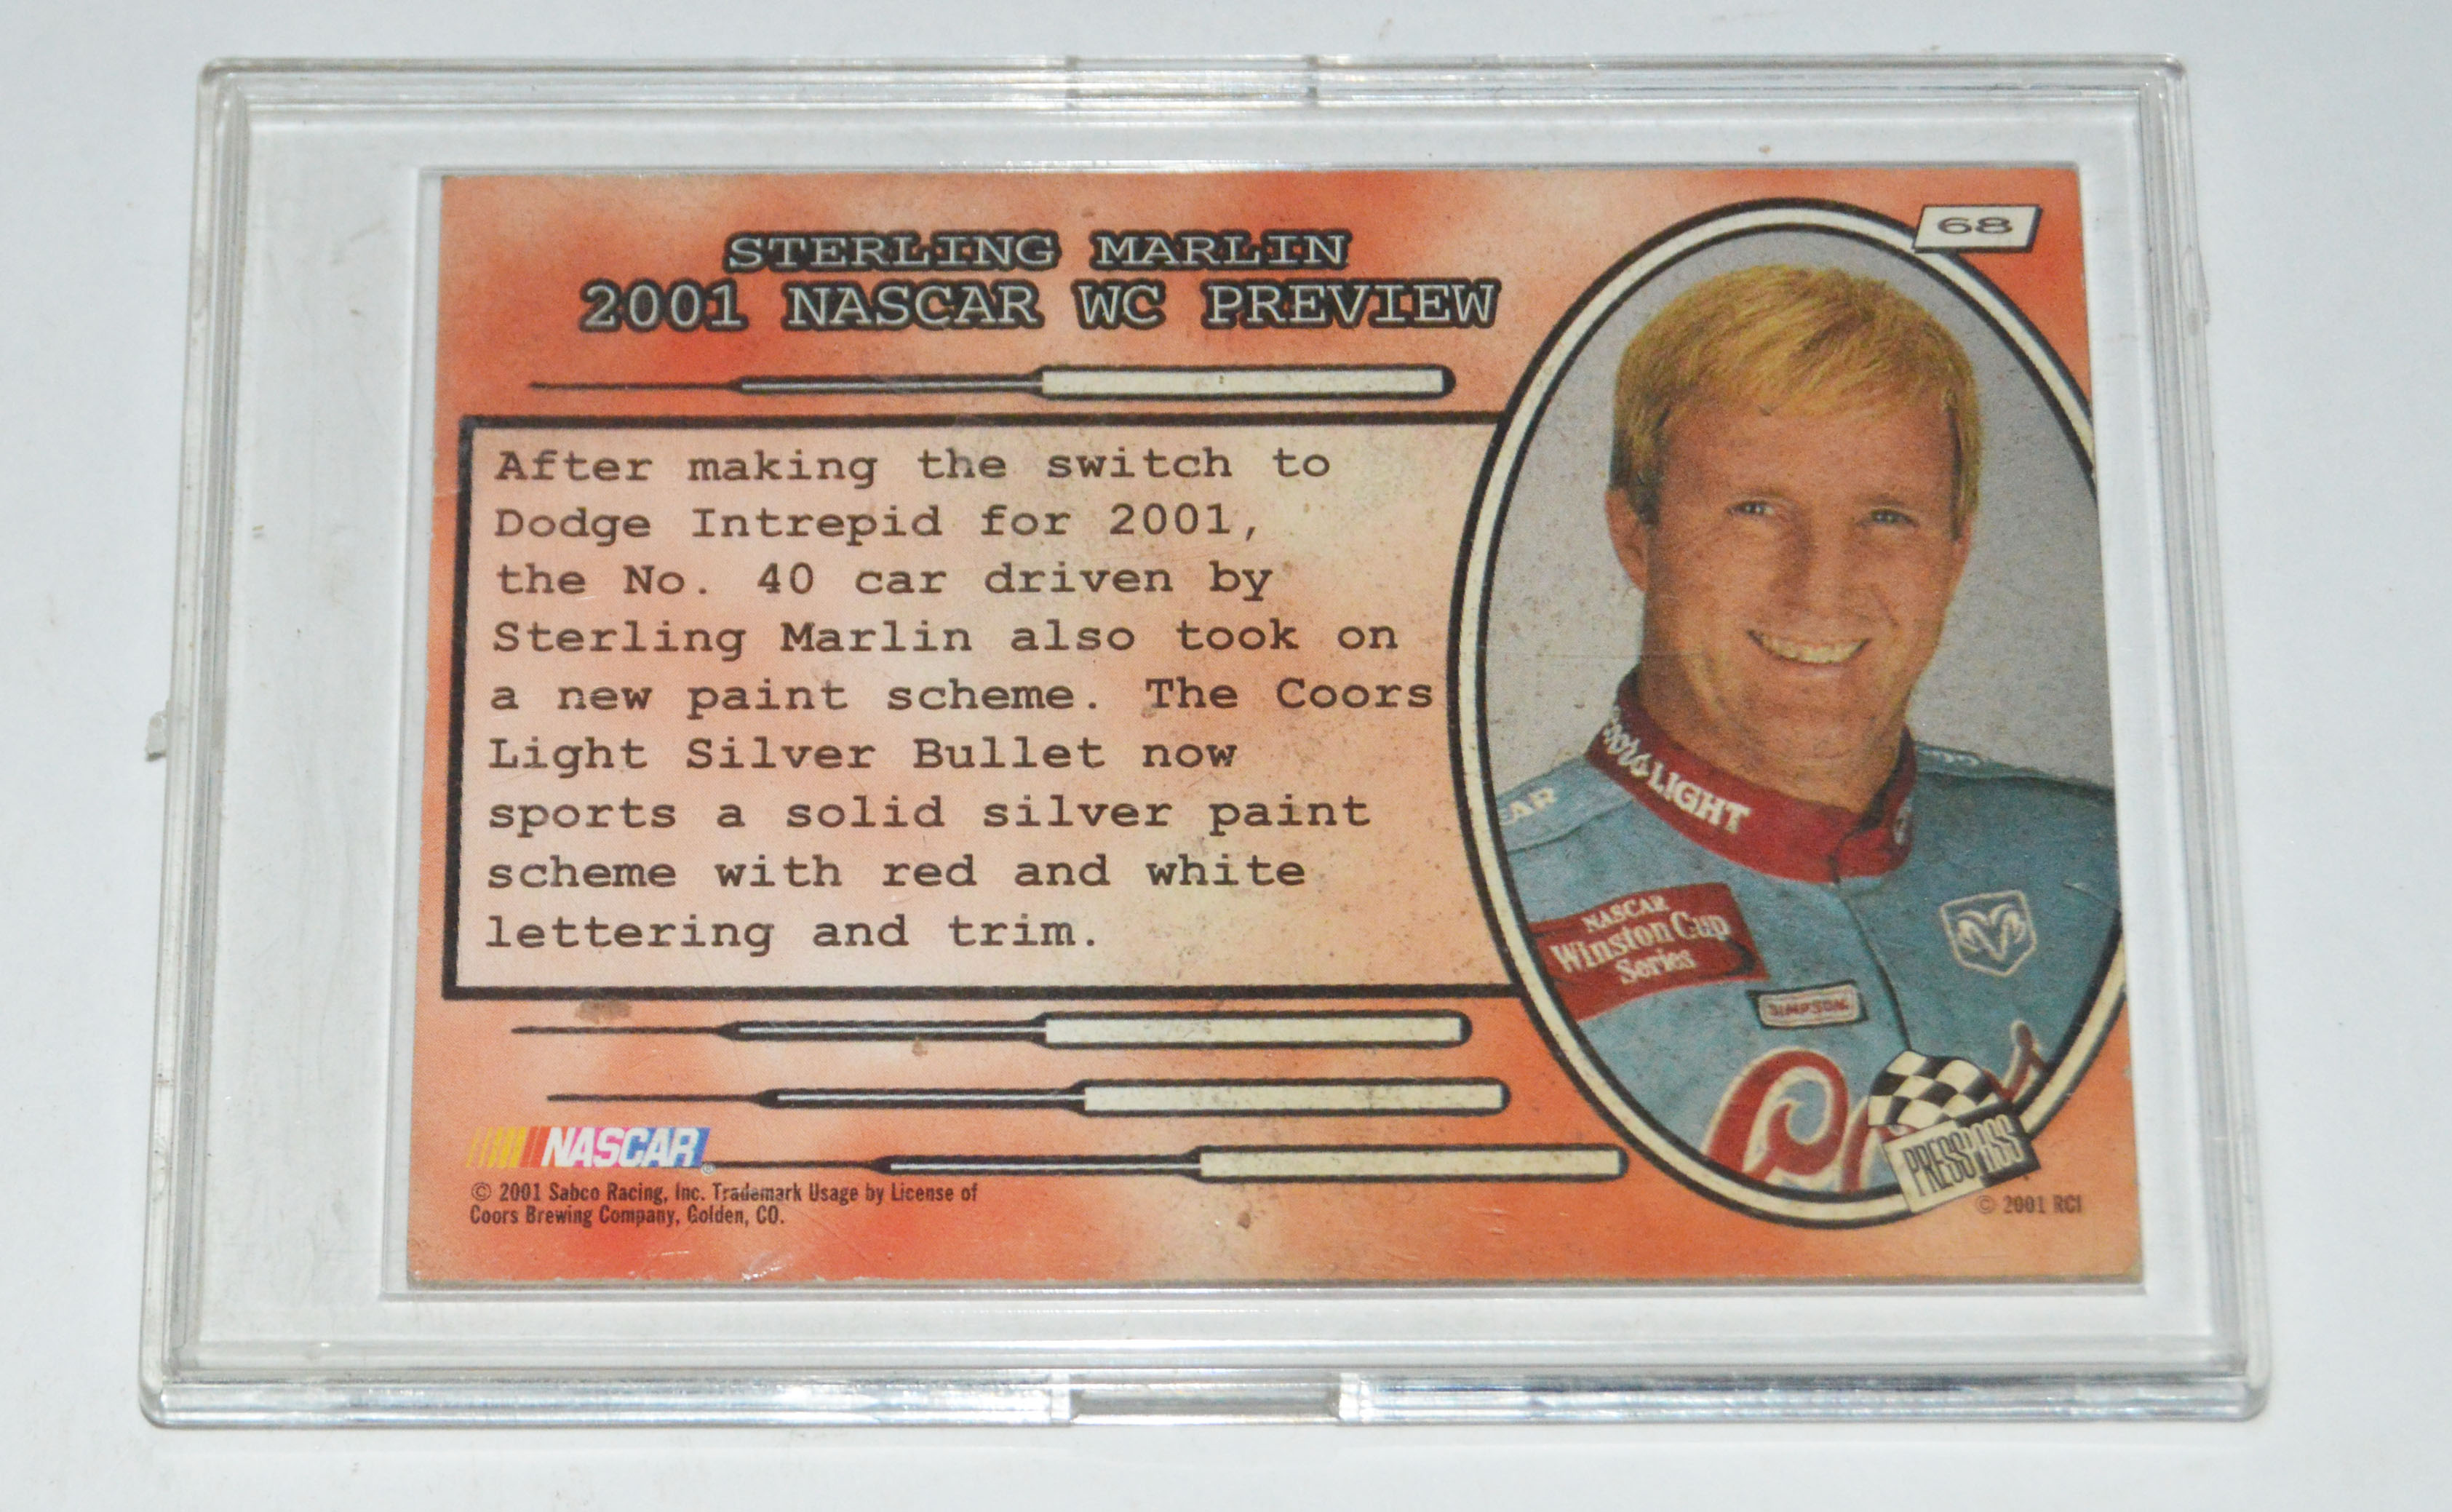 68
STERLING MARLIN
2001 NASCAR WC PREVIEW
After making the switch to
Dodge Intrepid for 2001,
the No. 40 car driven by
Sterling Marlin also took on
a new paint scheme. The Coors
Light Silver Bullet now
sports a solid silver paint
scheme with red and white
lettering and trim.
LIGHT
AR
NASCAR
Winston Cup
Series
SIMPSON
PRESS PASS
NASCAR®
© 2001 Sabco Racing, Inc. Trademark Usage by License of
Coors Brewing Company, Golden, CO.
© 2001 RCI